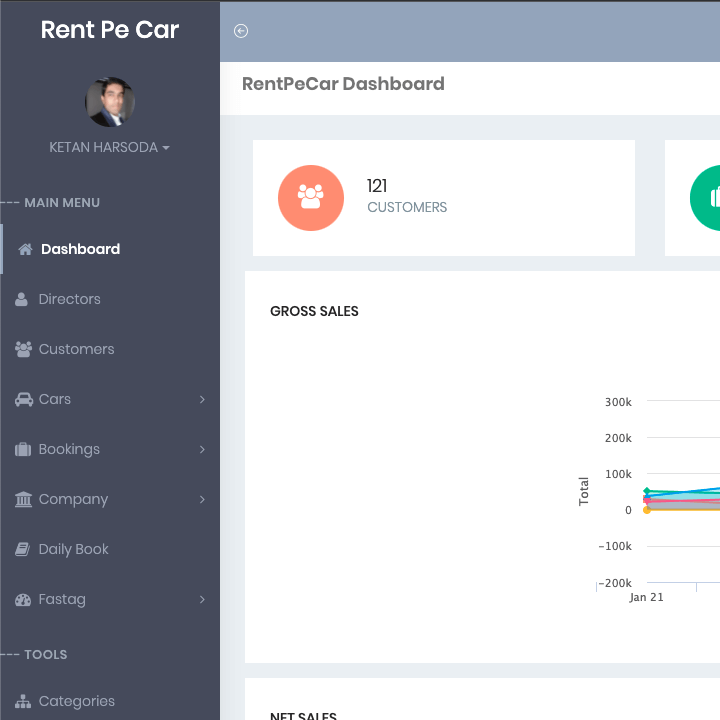 Rent Pe Car
KETAN HARSODA
--- MAIN MENU
Dashboard
Directors
Customers
Cars
Bookings
Company
Daily Book
Fastag
--- TOOLS
Categories
RentPeCar Dashboard
121
CUSTOMERS
GROSS SALES
300k
200k
100k
0
-100k
-200k
Total
Jan 21
NET SALES